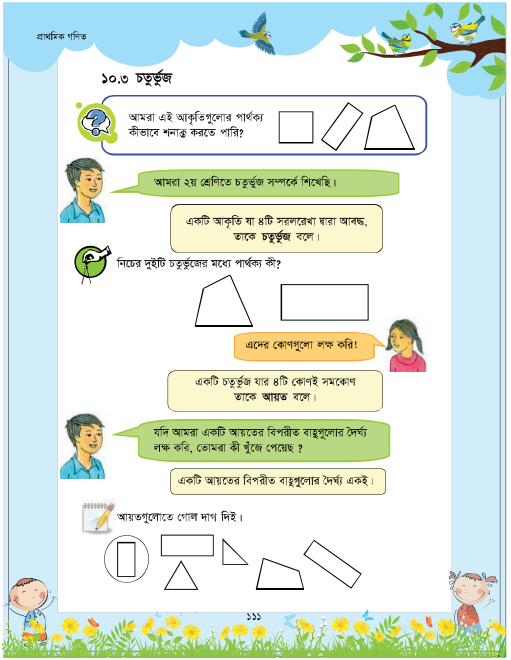 প্রাথমিক গণিত
১০.৩ চতুর্ভুজ
আমরা এই আকৃতিগুলোর পার্থক্য
কীভাবে শনাক্ত করতে পারি?
আমরা ২য় শ্রেণিতে চতুর্ভুজ সম্পর্কে শিখেছি।
একটি আকৃতি যা ৪টি সরলরেখা দ্বারা আবদ্ধ,
তাকে চতুর্ভুজ বলে।
নিচের দুইটি চতুর্ভুজের মধ্যে পার্থক্য কী?
এদের কোণগুলো লক্ষ করি!
একটি চতুর্ভুজ যার ৪টি কোণই সমকোণ
তাকে আয়ত বলে।
যদি আমরা একটি আয়তের বিপরীত বাহুগুলোর দৈর্ঘ্য
লক্ষ করি, তোমরা কী খুঁজে পেয়েছ ?
একটি আয়তের বিপরীত বাহুগুলোর দৈর্ঘ্য একই।
আয়তগুলোতে গোল দাগ দিই।
১১১